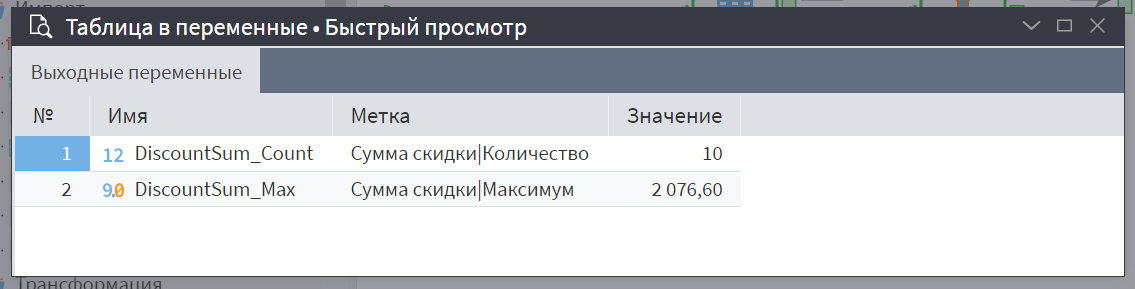 Импорт
Таблица в переменные • Быстрый просмотр
Выходные переменные
№ Имя Метка Значение
1 12 DiscountSum_Count Сумма скидки|Количество 10
2 9.0 DiscountSum_Max Сумма скидки|Максимум 2 076,60
Трансформация